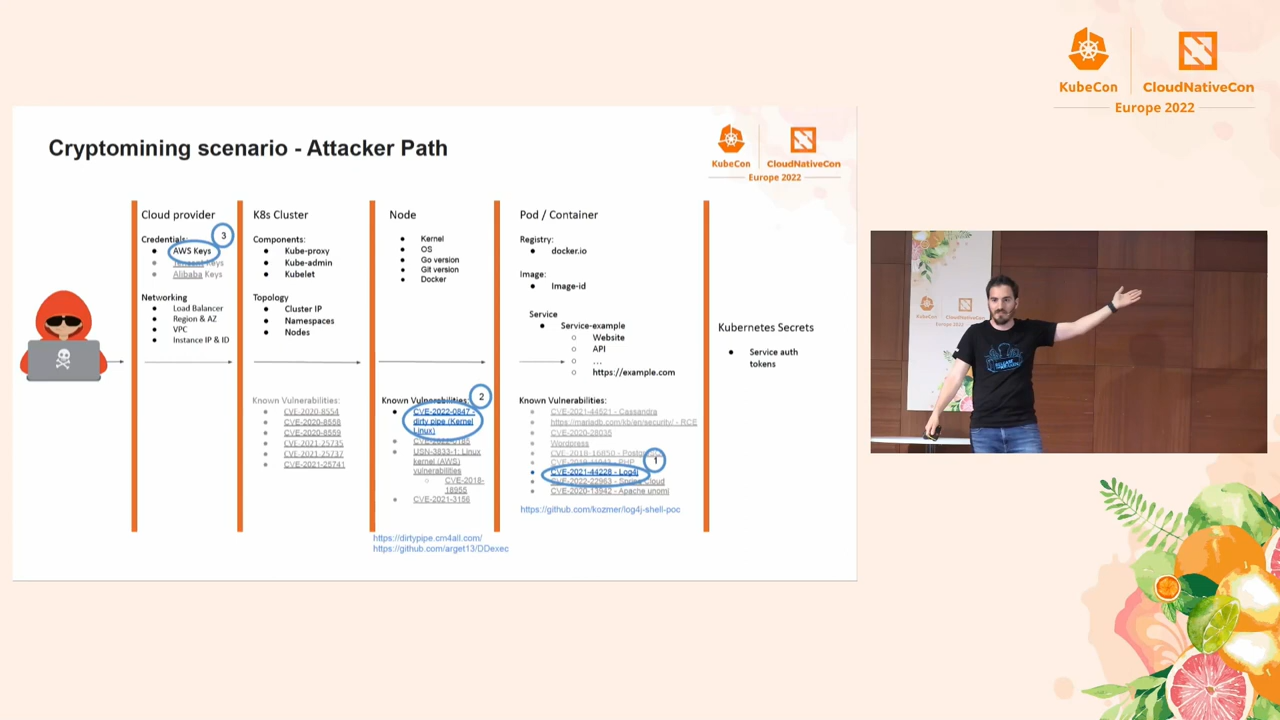 KubeCon
CloudNativeCon
Europe 2022
Cryptomining scenario - Attacker Path
KubeCon
CloudNativeCon
Europe 2022
Cloud provider
3
Credentials:
AWS Keys
Tencent Keys
Alibaba Keys
Networking
Load Balancer
Region & AZ
VPC
Instance IP & ID
K8s Cluster
Components:
Kube-proxy
Kube-admin
Kubelet
Topology
Cluster IP
Namespaces
Nodes
Known Vulnerabilities:
CVE-2020-8554
CVE-2020-8558
CVE-2020-8559
CVE-2021-25735
CVE-2021-25737
CVE-2021-25741
Node
Kernel
OS
Go version
Git version
Docker
Known Vulnerabilities:
2
CVE-2022-0847 -
dirty pipe (Kernel
Linux)
USN-3833-1: Linux
kernel (AWS)
vulnerabilities
CVE-2018-
18955
CVE-2021-3156
https://dirtypipe.cm4all.com/
https://github.com/arget13/DDexec
Pod / Container
Registry:
docker.io
Image:
Image-id
Service
Service-example
Website
API
...
https://example.com
Known Vulnerabilities:
CVE-2021-44521 - Cassandra
https://mariadb.com/kb/en/security/ - RCE
CVE-2020-28035
Wordpress
1
CVE-2021-44228 - Log4j
CVE-2022-22963 - Spring Cloud
CVE-2020-13942 - Apache unomi
https://github.com/kozmer/log4j-shell-poc
Kubernetes Secrets
Service auth
tokens